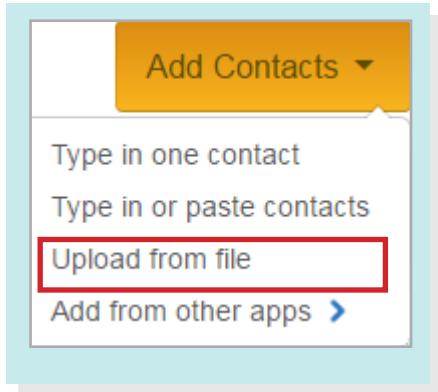 Add Contacts
Type in one contact
Type in or paste contacts
Upload from file
Add from other apps